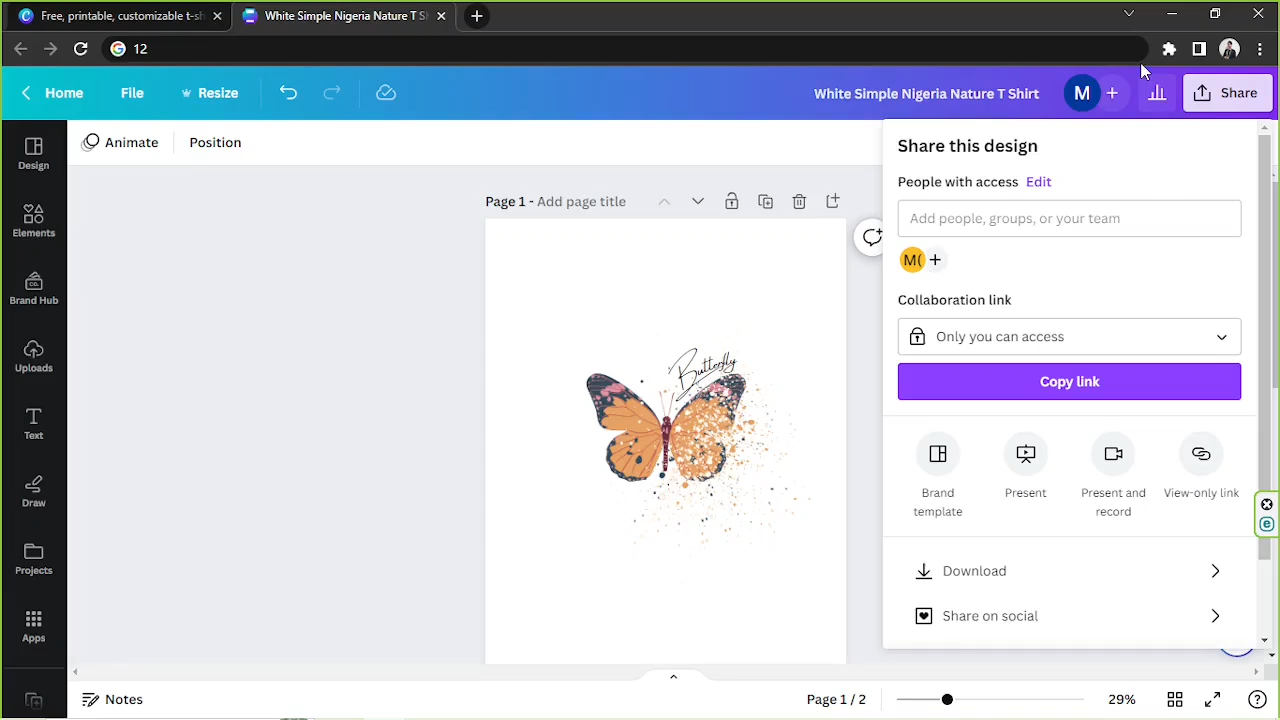 Free, printable, customizable t-sh
White Simple Nigeria Nature T S
12
Home
File
Resize
White Simple Nigeria Nature T Shirt
M
Share
Design
Elements
Brand Hub
Uploads
Text
Draw
Projects
Apps
Animate
Position
Page 1 - Add page title
Butterfly
Share this design
People with access Edit
Add people, groups, or your team
M(
Collaboration link
Only you can access
Copy link
Brand
template
Present
Present and
record
View-only link
Download
Share on social
Notes
Page 1 / 2
29%